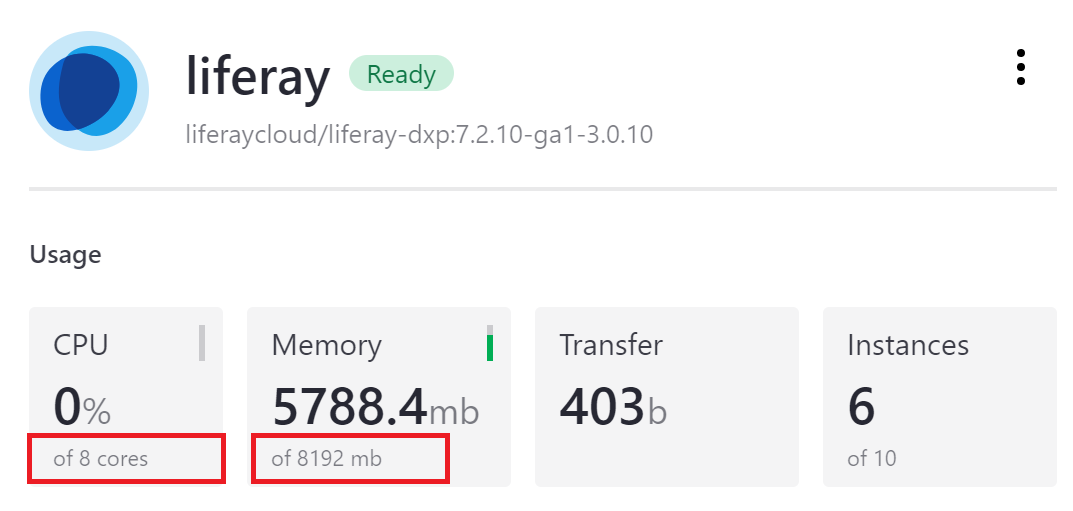 liferay Ready
liferaycloud/liferay-dxp:7.2.10-ga1-3.0.10
Usage
CPU
0%
of 8 cores
Memory
5788.4mb
of 8192 mb
Transfer
403b
Instances
6
of 10